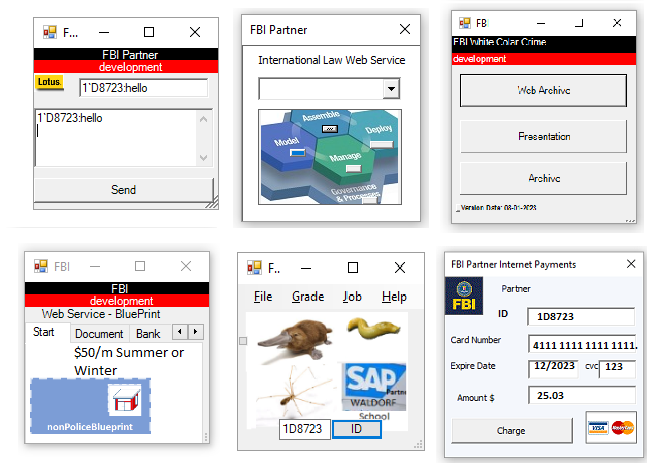 F...
FBI Partner
development
Lotus.
1`D8723:hello
1`D8723:hello
Send
FBI Partner
International Law Web Service
Assemble
Model
Deploy
Manage
Governance
& Processes
FBI
FBI White Colar Crime
development
Web Archive
Presentation
Archive
Version Date: 08-01-2023
FBI
FBI
development
Web Service - BluePrint
Start Document Bank
$50/m Summer or
Winter
nonPoliceBlueprint
F..
File Grade Job Help
SAP
Partner
WALDORF
School
1D8723 ID
FBI Partner Internet Payments
FBI
Partner
ID 1D8723
Card Number 4111 1111 1111 1111.
Expire Date 12/2023 cvc 123
Amount $ 25.03
Charge
VISA MasterCard